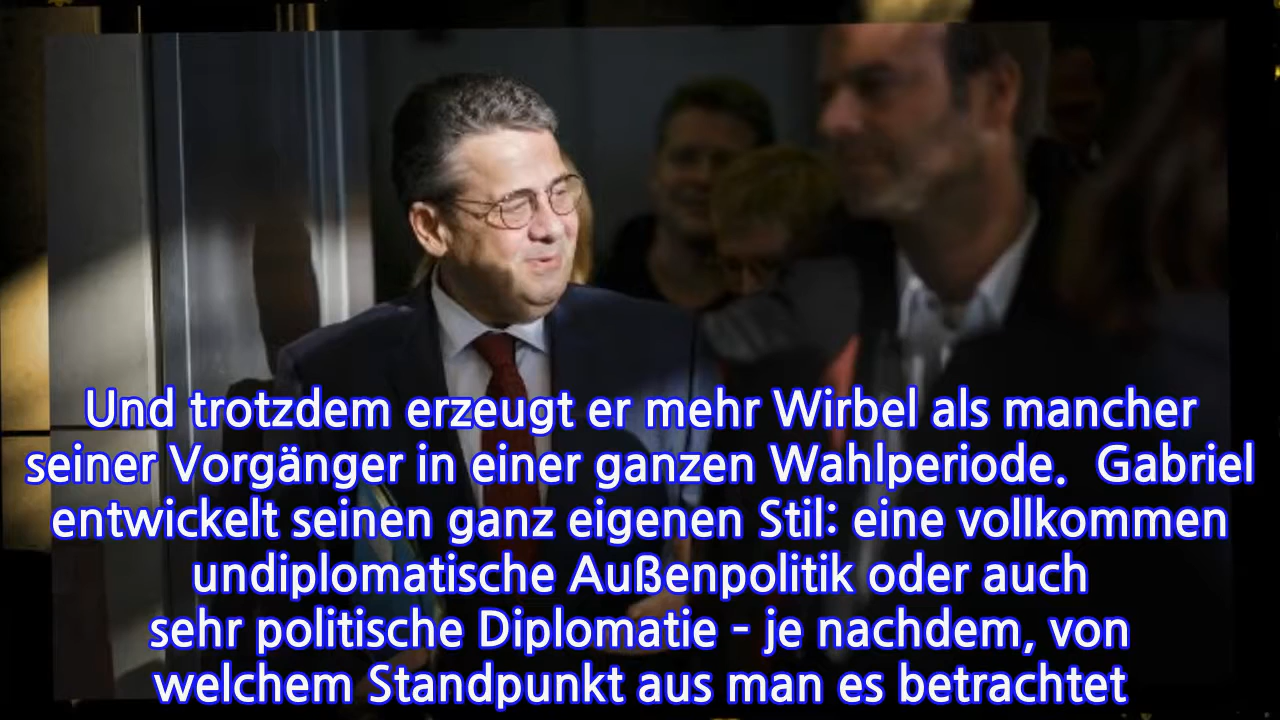 Und trotzdem erzeugt er mehr Wirbel als mancher
seiner Vorgänger in einer ganzen Wahlperiode.  Gabriel
entwickelt seinen ganz eigenen Stil: eine vollkommen
undiplomatische Außenpolitik oder auch
sehr politische Diplomatie - je nachdem, von
welchem Standpunkt aus man es betrachtet